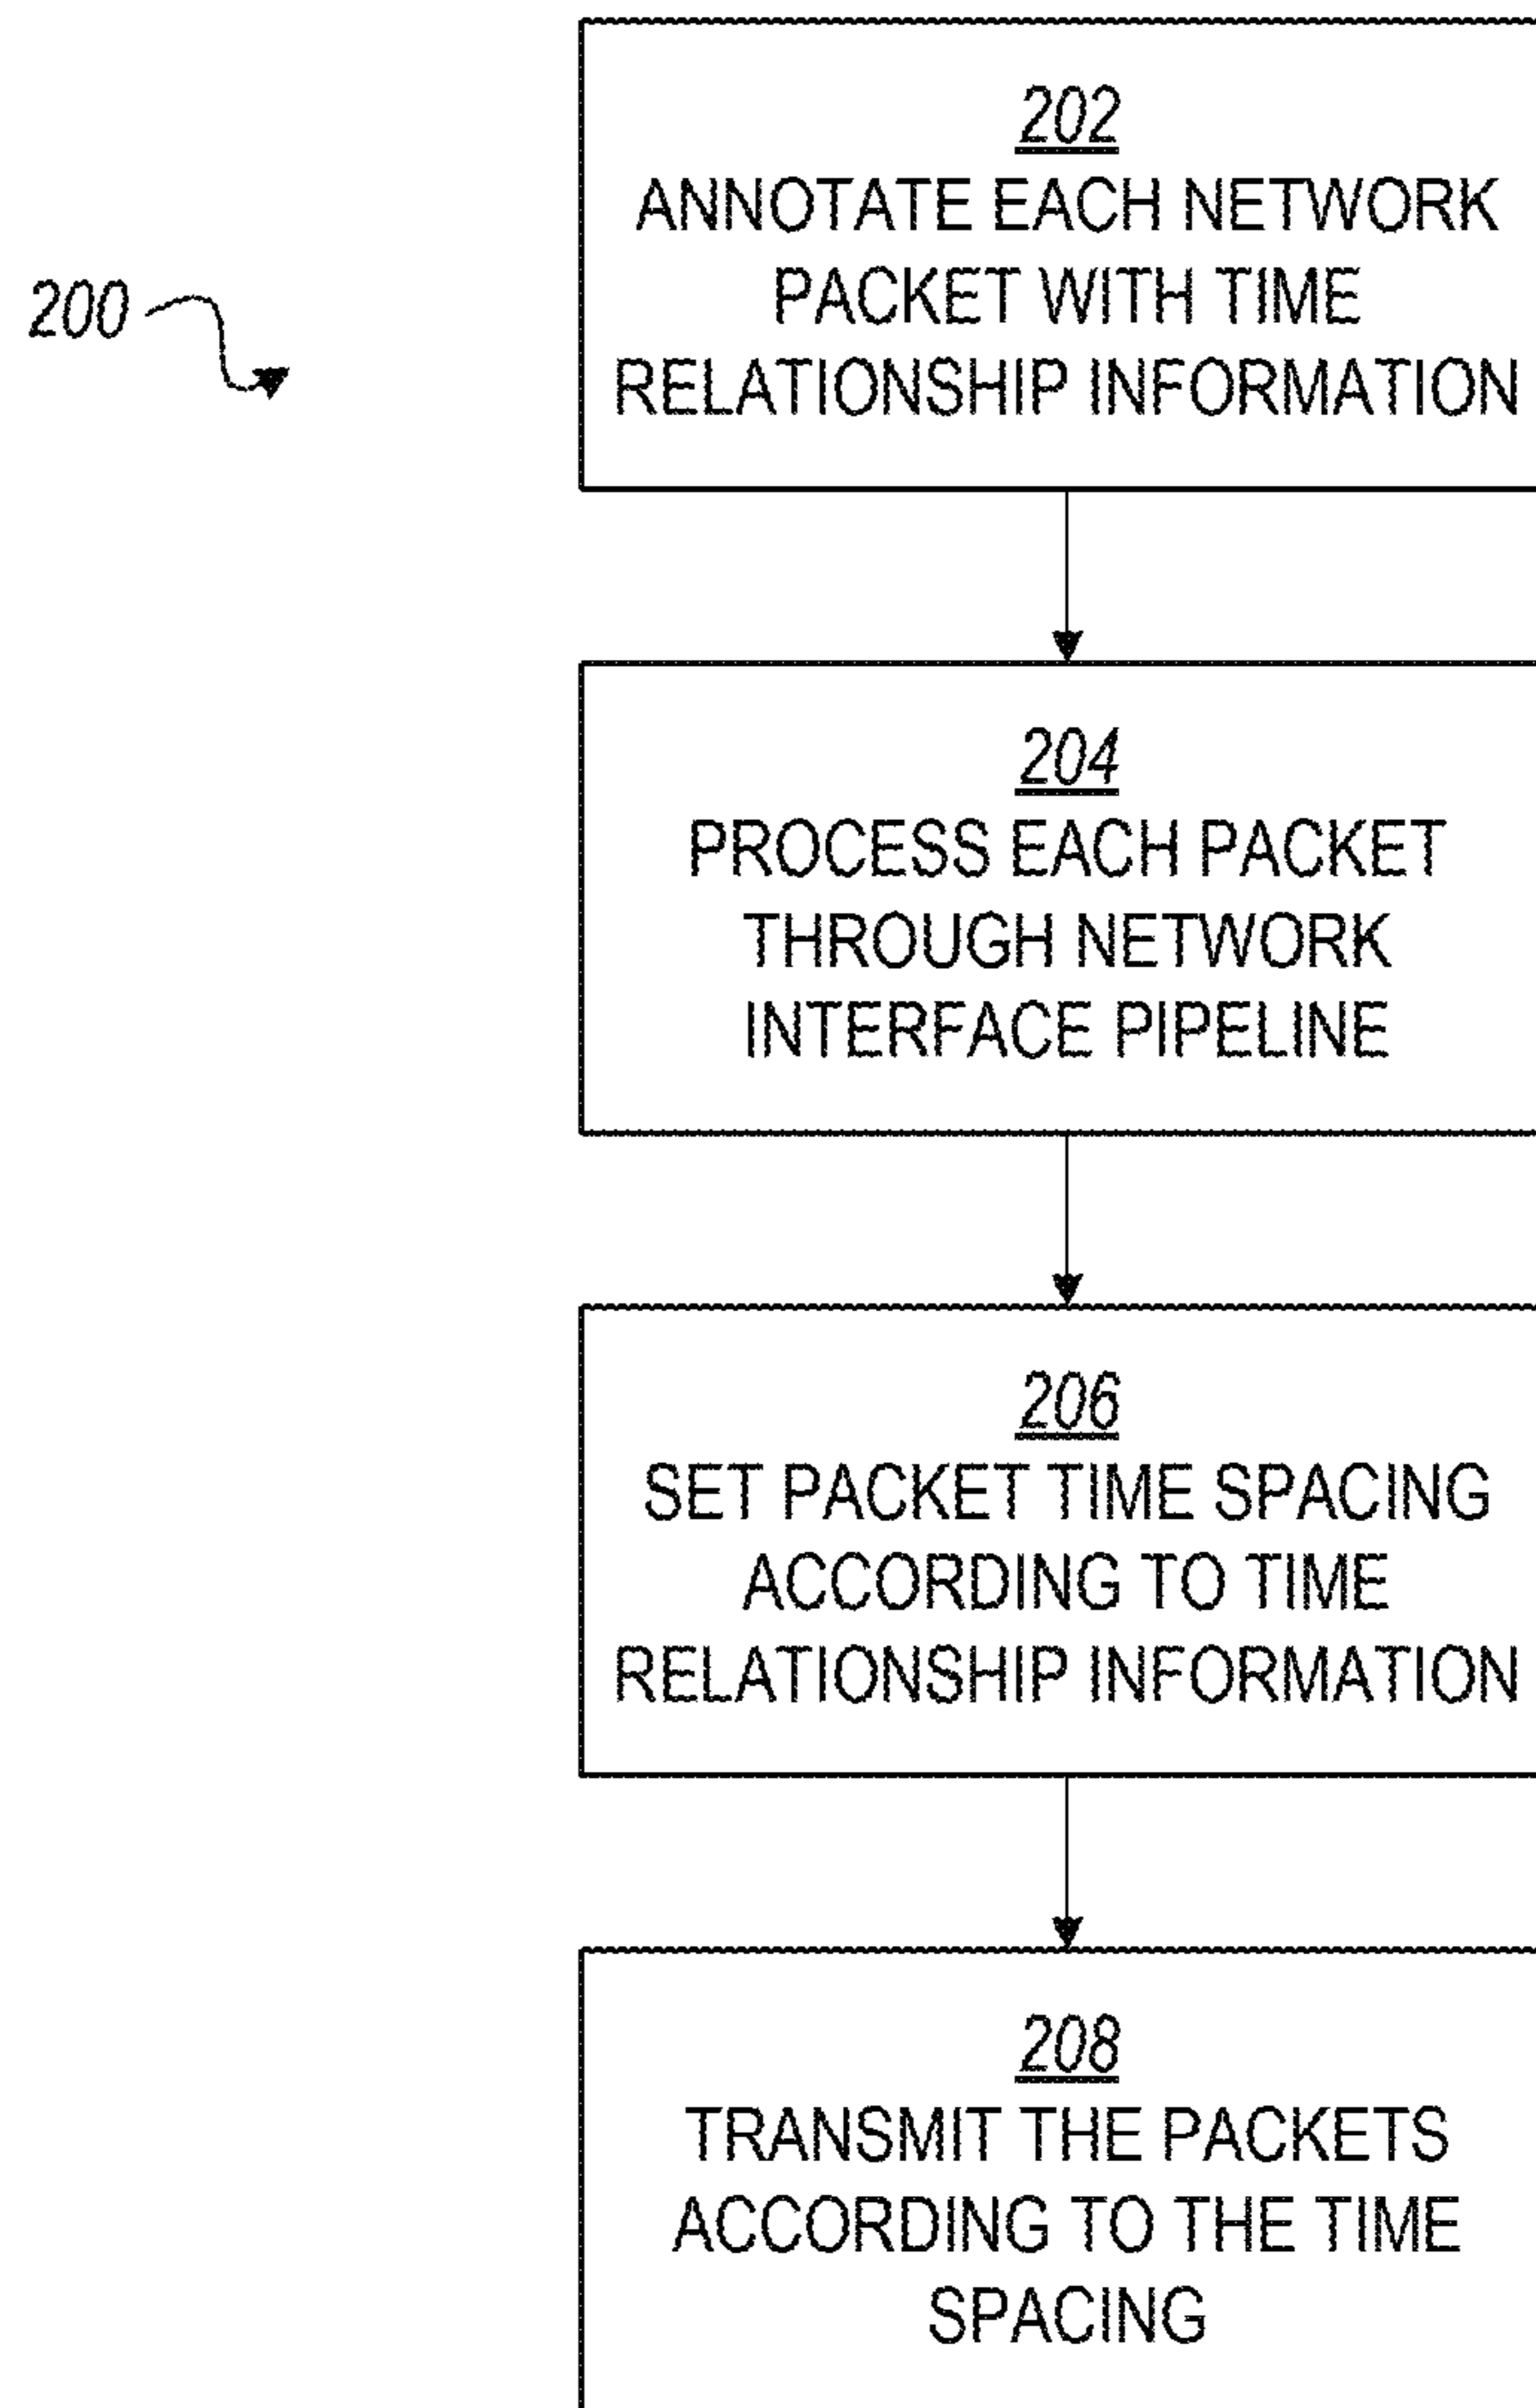 202
ANNOTATE EACH NETWORK
PACKET WITH TIME
RELATIONSHIP INFORMATION
200
204
PROCESS EACH PACKET
THROUGH NETWORK
INTERFACE PIPELINE
206
SET PACKET TIME SPACING
ACCORDING TO TIME
RELATIONSHIP INFORMATION
208
TRANSMIT THE PACKETS
ACCORDING TO THE TIME
SPACING